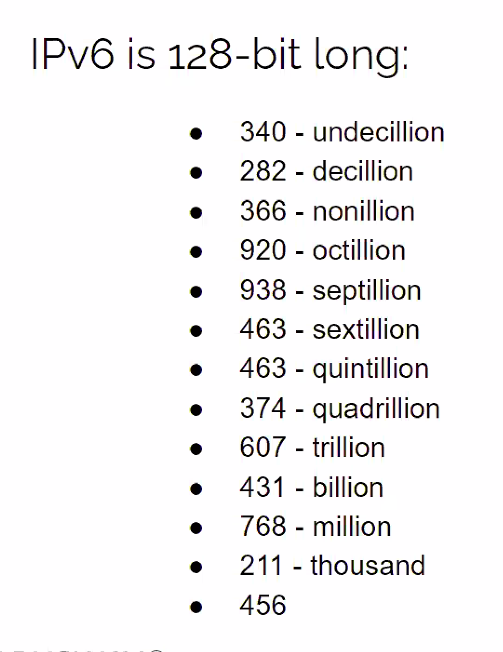 IPv6 is 128-bit long:
● 340 - undecillion
● 282 - decillion
● 366 - nonillion
● 920 - octillion
● 938 - septillion
● 463 - sextillion
● 463 - quintillion
● 374 - quadrillion
● 607 - trillion
● 431 - billion
● 768 - million
● 211 - thousand
● 456